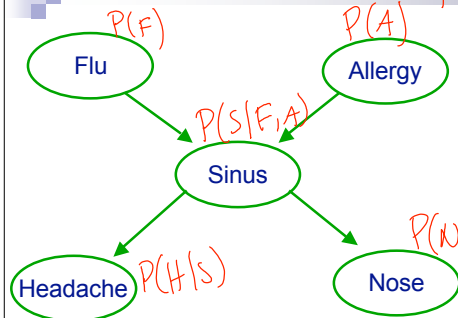 P(F)
P(A)
Flu
Allergy
P(S|F,A)
Sinus
P(N
Headache
P(H|S)
Nose